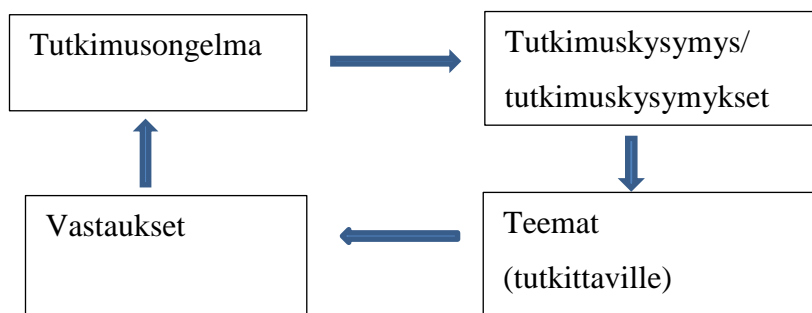 Tutkimusongelma
Tutkimuskysymys/
tutkimuskysymykset
Vastaukset
Teemat
(tutkittaville)